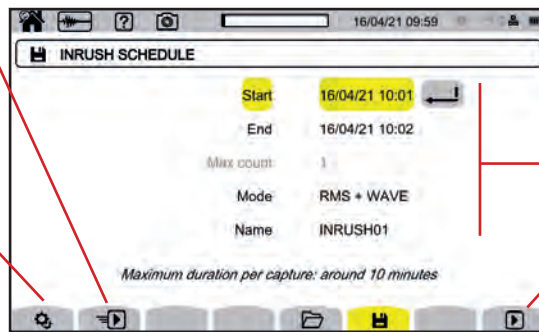 ? 16/04/21 09:59
INRUSH SCHEDULE
Start 16/04/21 10:01
End 16/04/21 10:02
Max count 1
Mode RMS + WAVE
Name INRUSH01
Maximum duration per capture: around 10 minutes